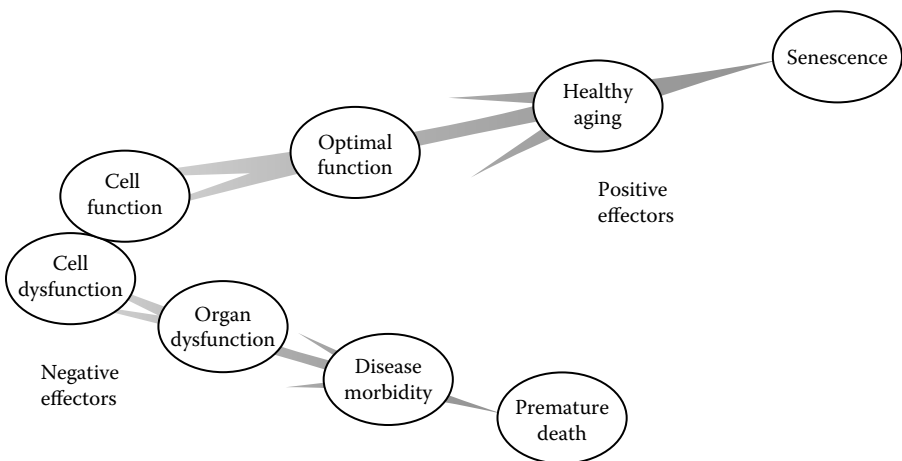 Senescence
Healthy
aging
Optimal
function
Cell
function
Positive
effectors
Cell
dysfunction
Organ
dysfunction
Disease
morbidity
Negative
effectors
Premature
death